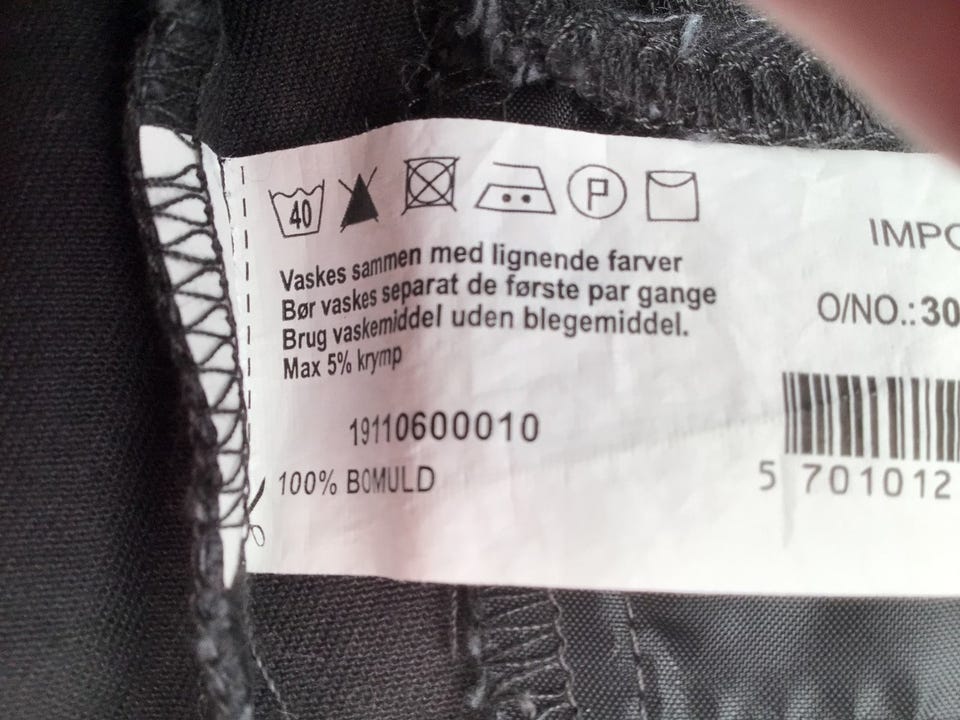 40
P
Vaskes sammen med lignende farver
Bør vaskes separat de første par gange
Brug vaskemiddel uden blegemiddel.
Max 5% krymp
19110600010
100% BOMULD
O/NO.:30
5 701012